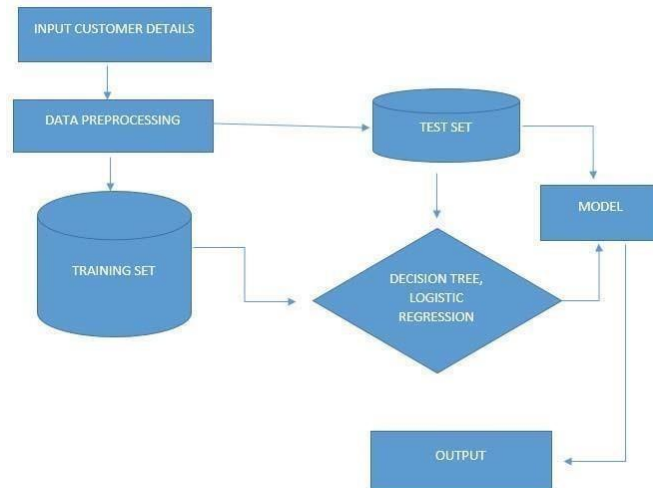 INPUT CUSTOMER DETAILS
DATA PREPROCESSING
TEST SET
MODEL
TRAINING SET
DECISION TREE,
LOGISTIC
REGRESSION
OUTPUT